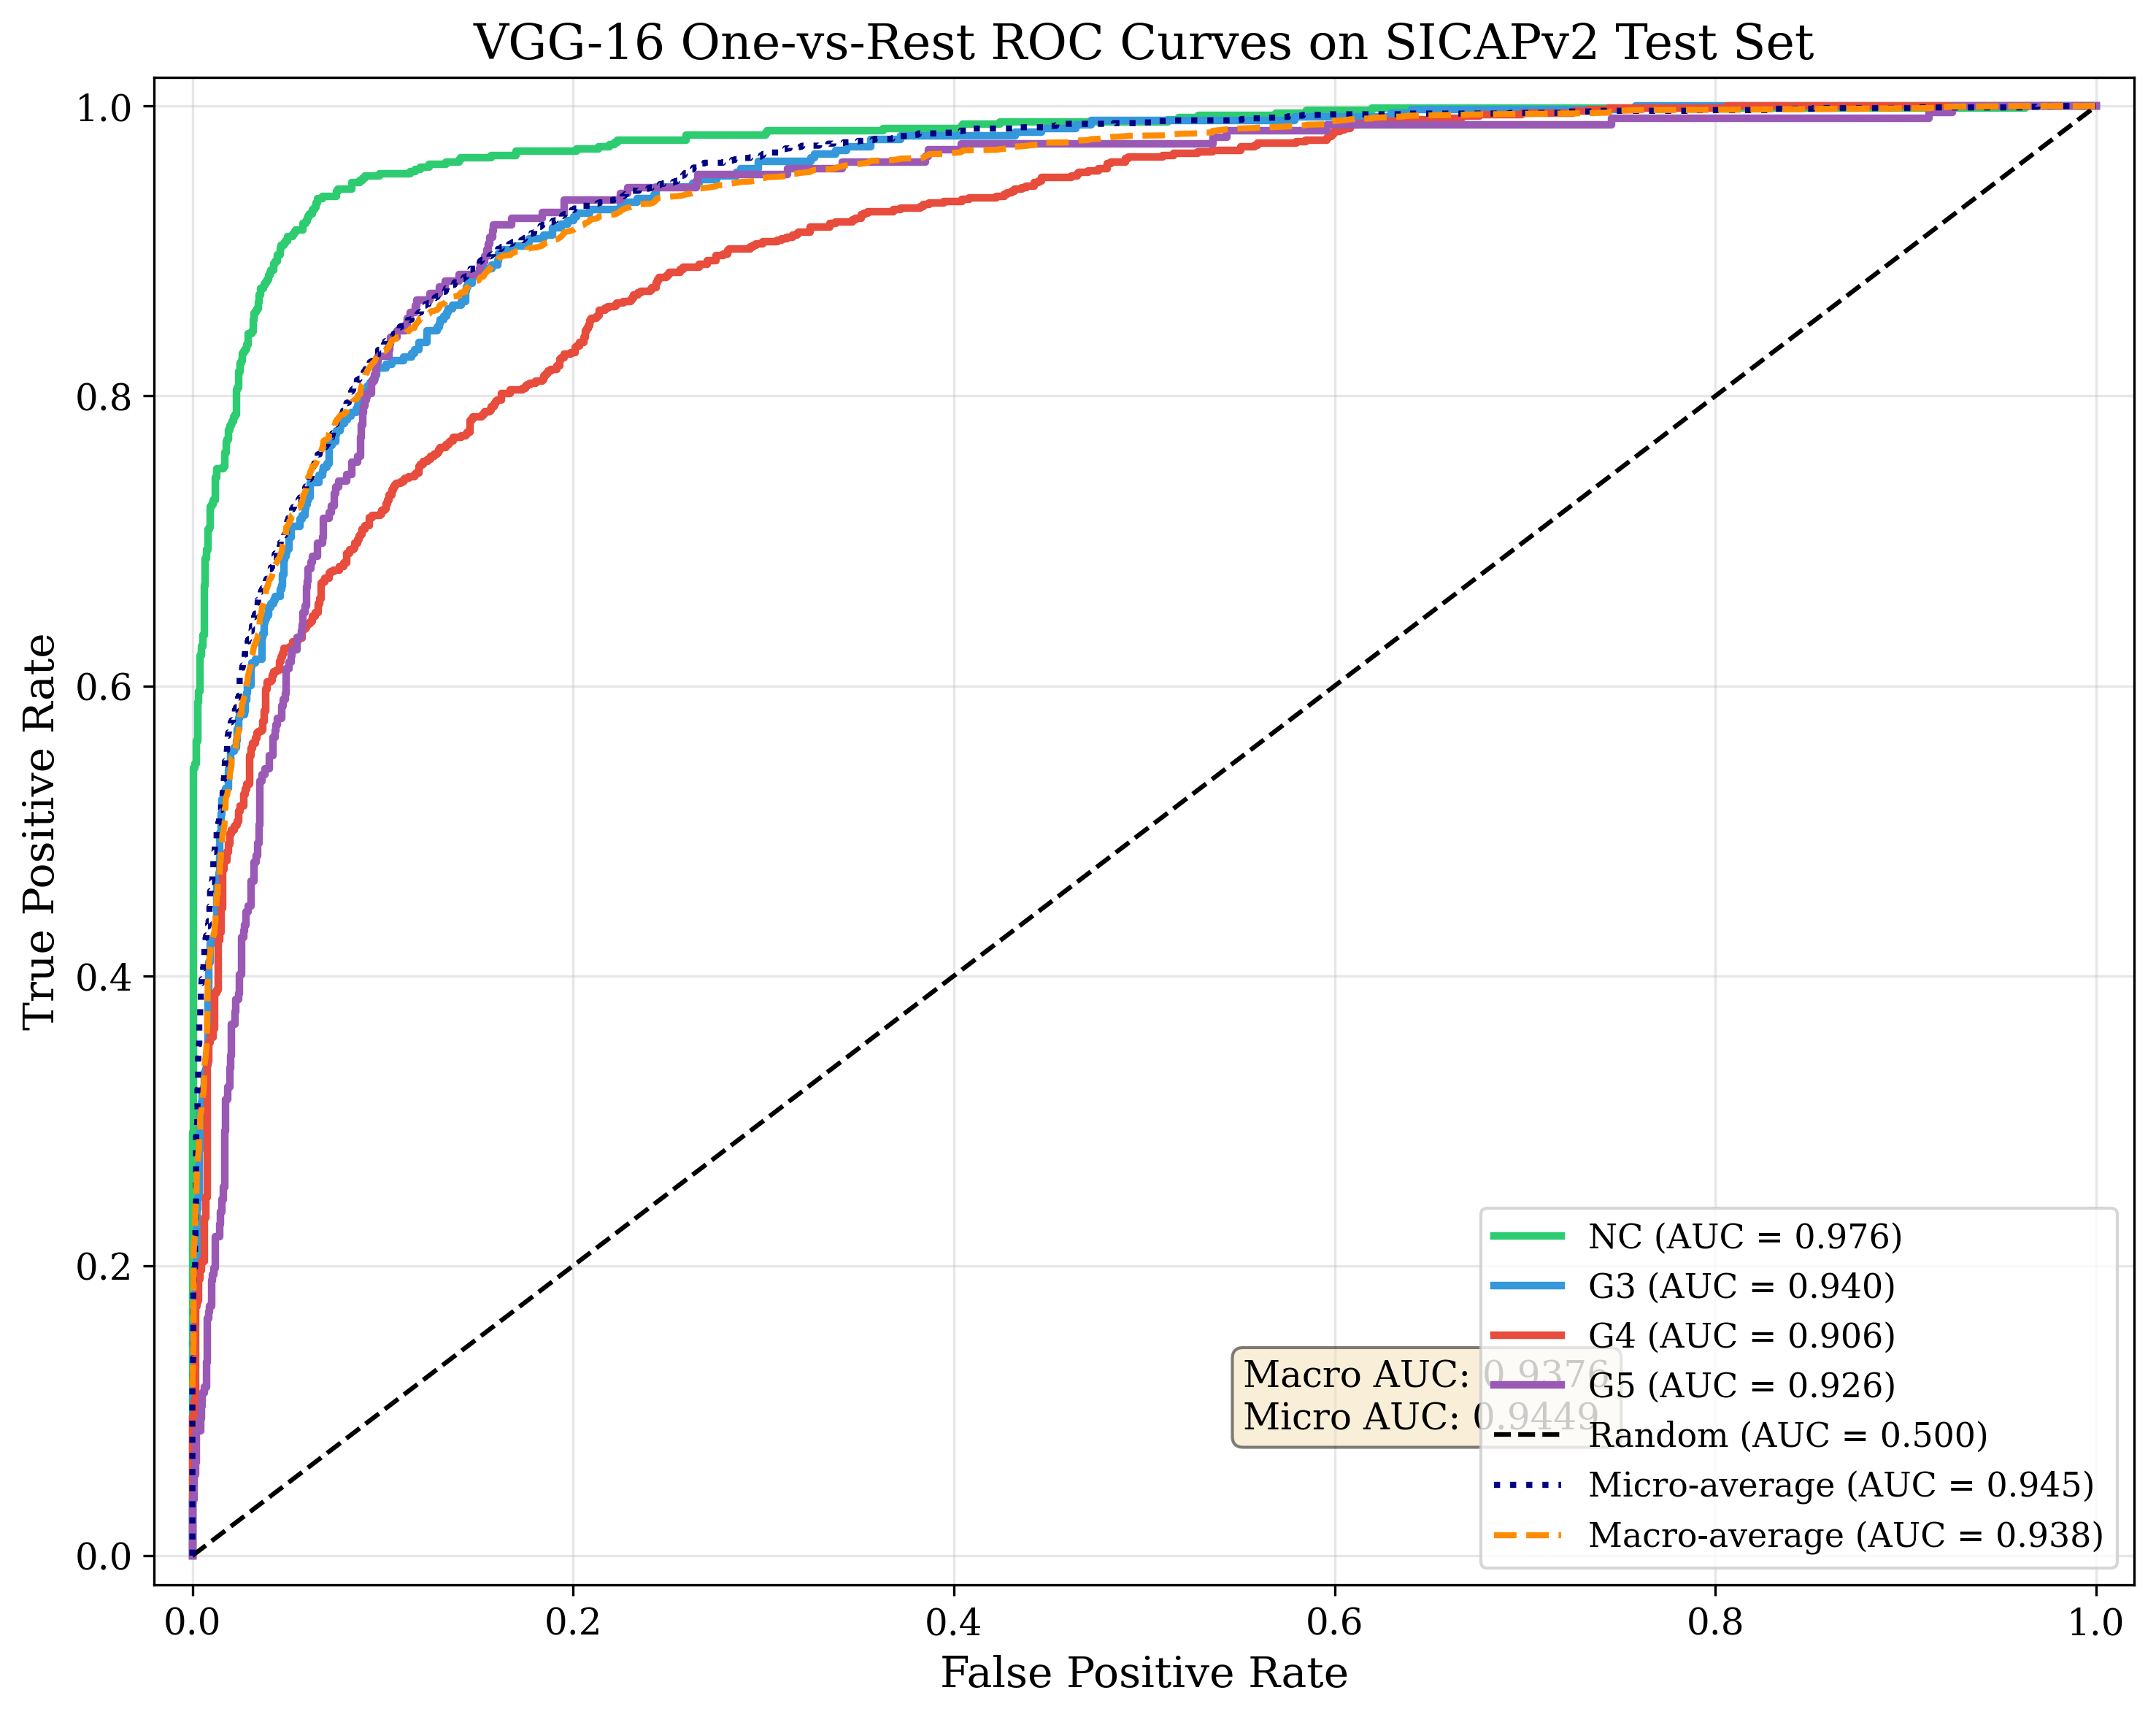 VGG-16 One-vs-Rest ROC Curves on SICAPv2 Test Set
True Positive Rate
1.0
0.8
0.6
0.4
0.2
0.0
NC (AUC = 0.976)
G3 (AUC = 0.940)
G4 (AUC = 0.906)
G5 (AUC = 0.926)
Random (AUC = 0.500)
Micro-average (AUC = 0.945)
Macro-average (AUC = 0.938)
Macro AUC: 0.9376
Micro AUC: 0.9449
0.0 0.2 0.4 0.6 0.8 1.0
False Positive Rate